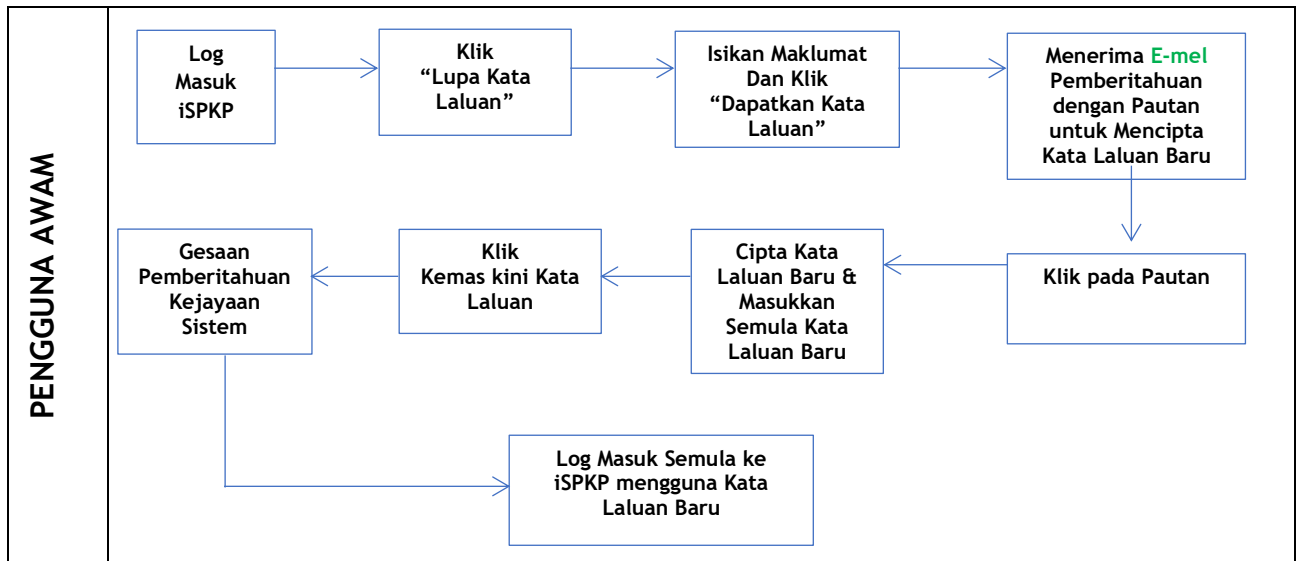 PENGGUNA AWAM
Log
Masuk
iSPKP
Klik
“Lupa Kata
Laluan”
Isikan Maklumat
Dan Klik
“Dapatkan Kata
Laluan”
Menerima E-mel
Pemberitahuan
dengan Pautan
untuk Mencipta
Kata Laluan Baru
Klik pada Pautan
Cipta Kata
Laluan Baru &
Masukkan
Semula Kata
Laluan Baru
Klik
Kemas kini Kata
Laluan
Gesaan
Pemberitahuan
Kejayaan
Sistem
Log Masuk Semula ke
iSPKP mengguna Kata
Laluan Baru